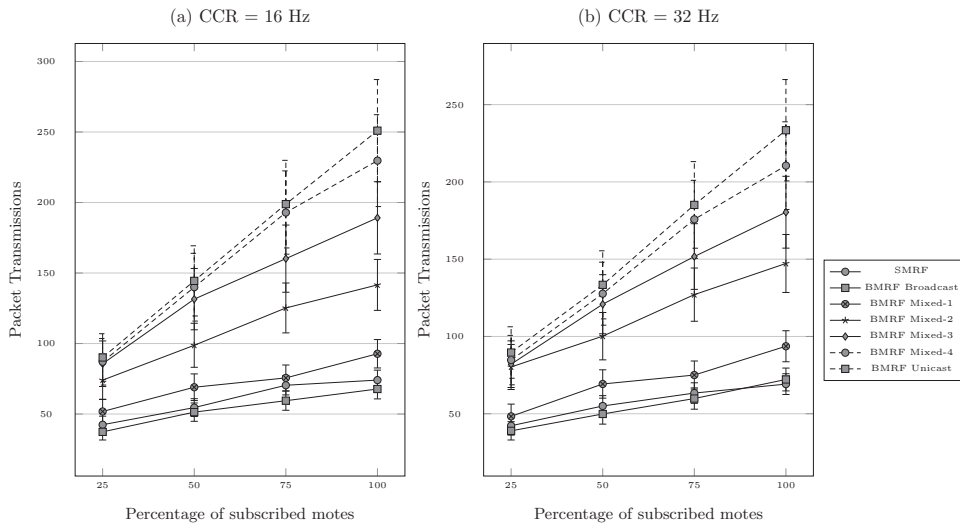 (a) CCR = 16 Hz
300
250
200
150
100
50
25
50
75
100
Packet Transmissions
Percentage of subscribed motes
(b) CCR = 32 Hz
250
200
150
100
50
25
50
75
100
Packet Transmissions
Percentage of subscribed motes
SMRF
BMRF Broadcast
BMRF Mixed-1
BMRF Mixed-2
BMRF Mixed-3
BMRF Mixed-4
BMRF Unicast